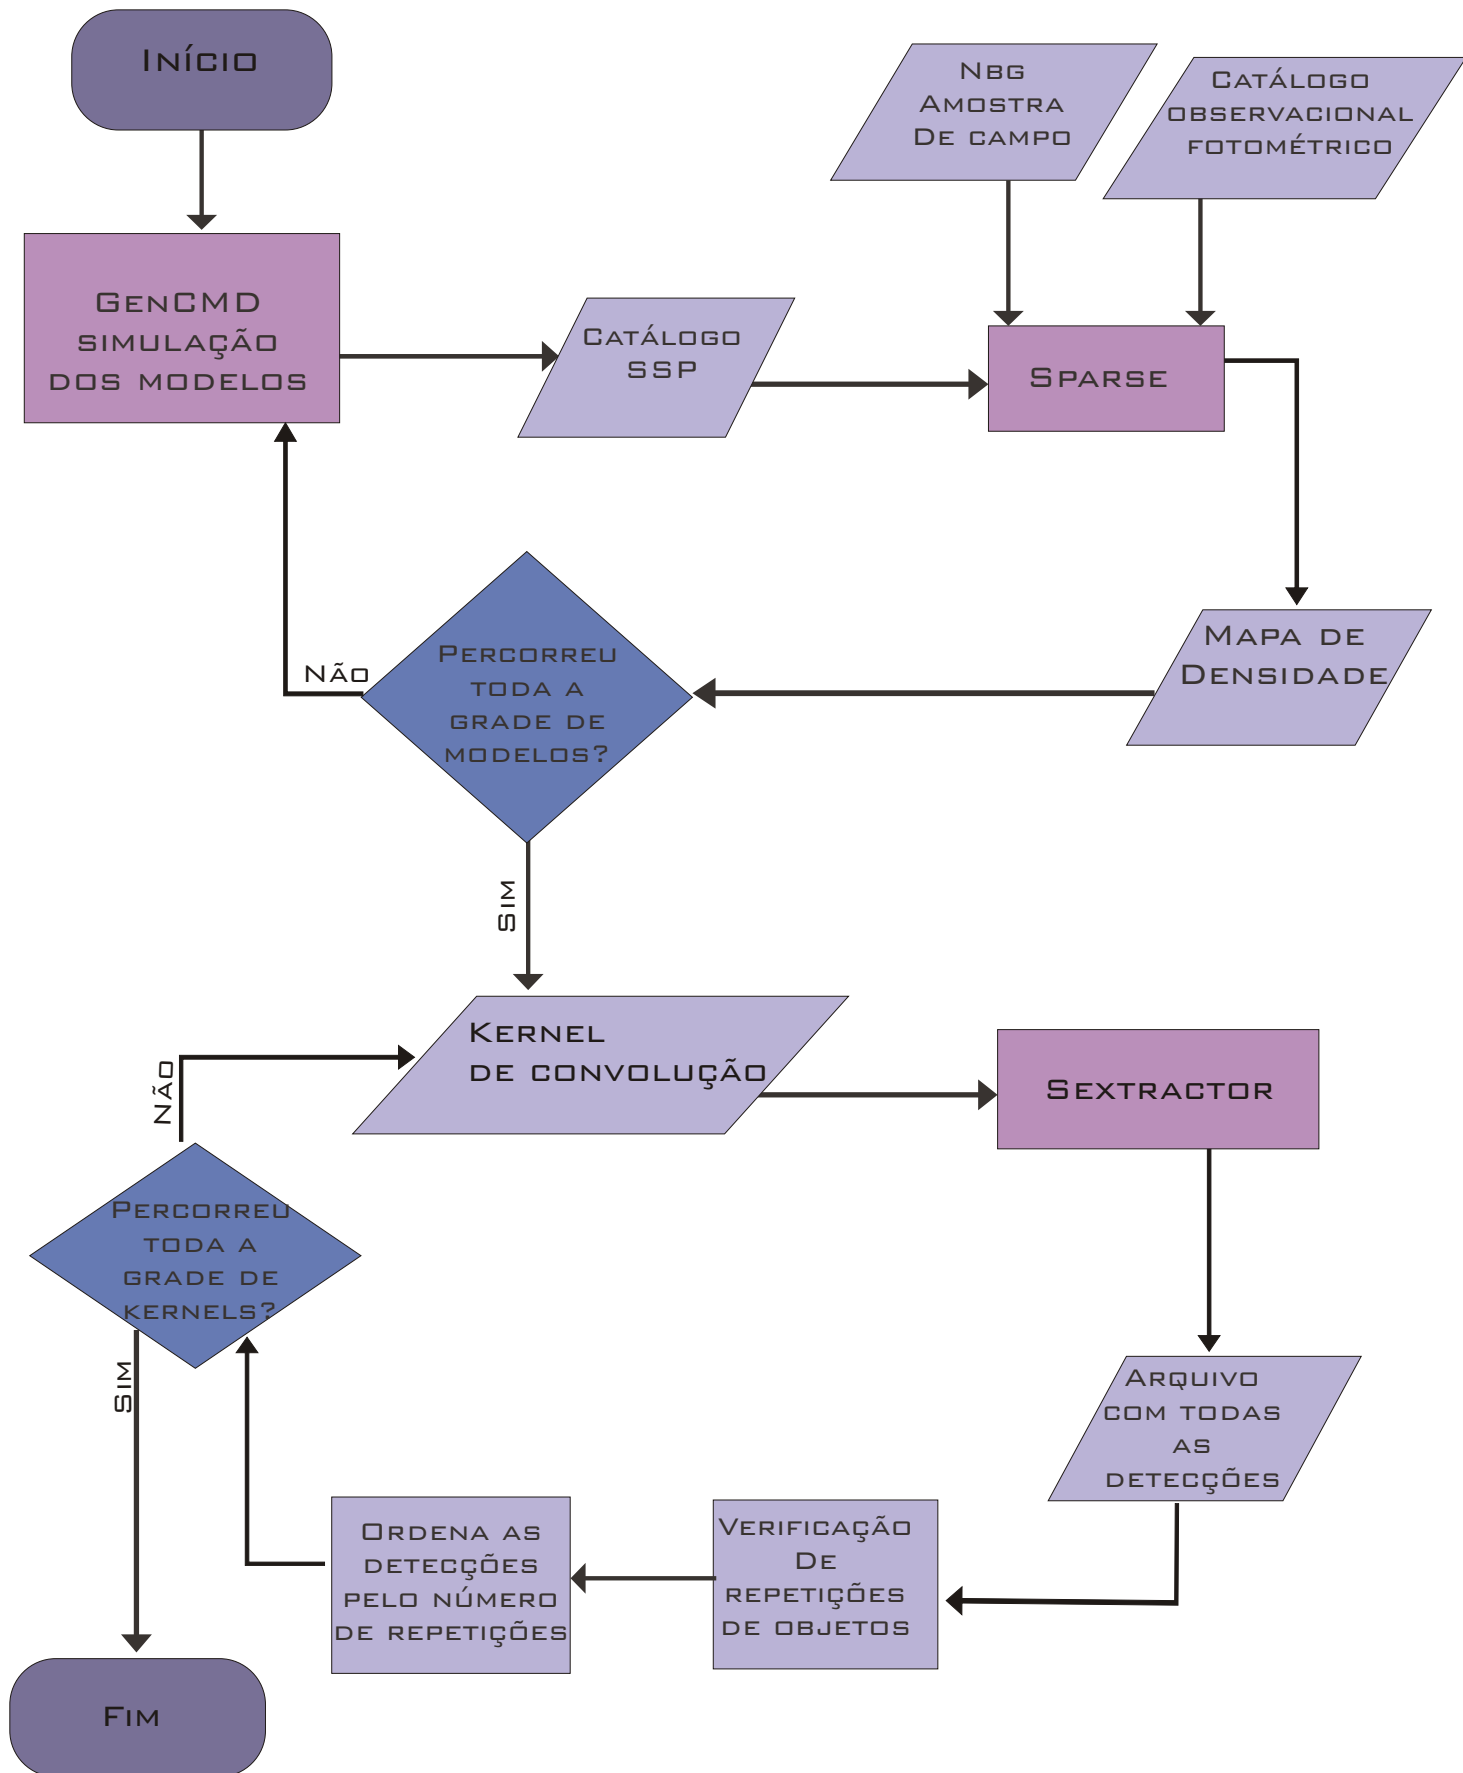 Início
Nbg
amostra
De campo
Catálogo
observacional
fotométrico
GenCMD
simulação
dos modelos
Catálogo
SSP
Sparse
Mapa de
Densidade
Percorreu
toda a
grade de
modelos?
Não
Sim
Kernel
de convolução
Sextractor
Não
Percorreu
toda a
grade de
kernels?
Sim
Arquivo
com todas
as
detecções
Verificação
De
repetições
de objetos
Ordena as
detecções
pelo número
de repetições
Fim